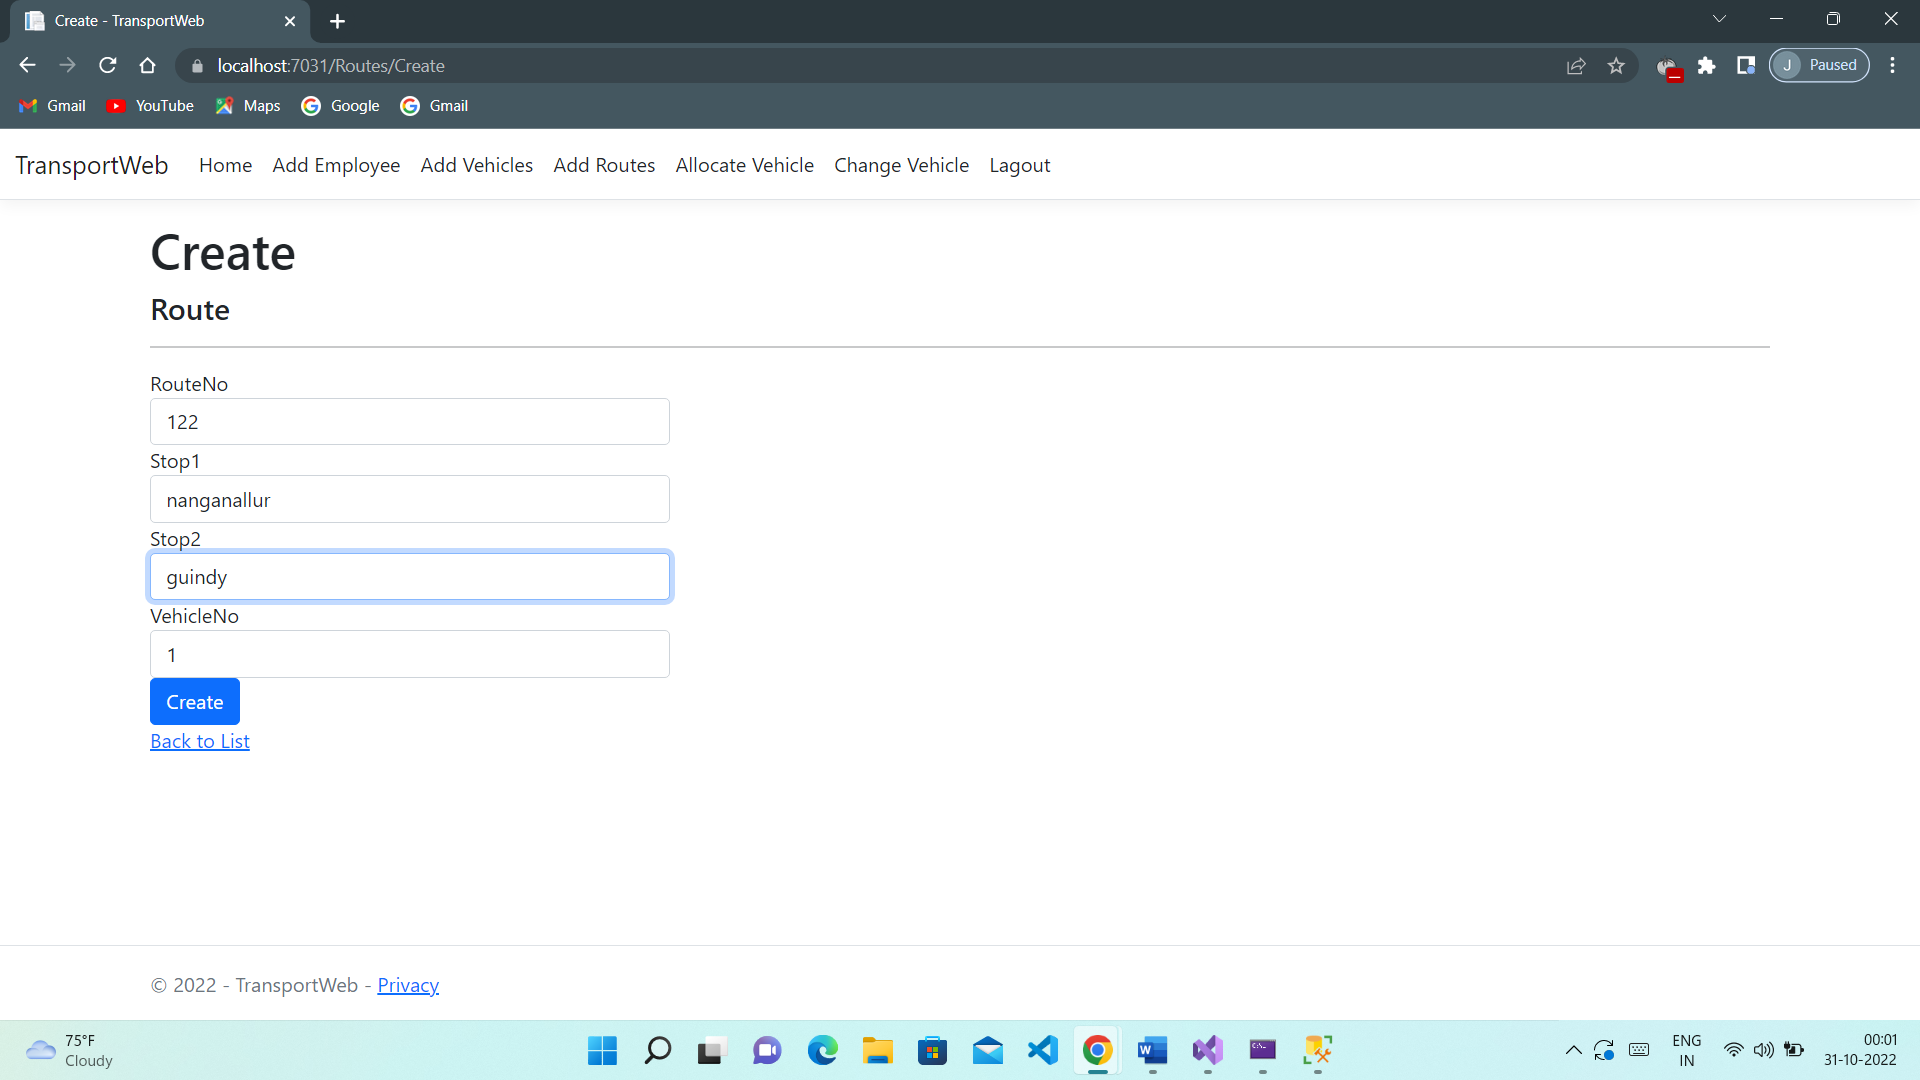 Create - TransportWeb
localhost:7031/Routes/Create
J Paused
Gmail YouTube Maps Google Gmail
TransportWeb Home Add Employee Add Vehicles Add Routes Allocate Vehicle Change Vehicle Lagout
Create
Route
RouteNo
122
Stop1
nanganallur
Stop2
guindy
VehicleNo
1
Create
Back to List
© 2022 - TransportWeb - Privacy
75°F
Cloudy
ENG
IN
00:01
31-10-2022